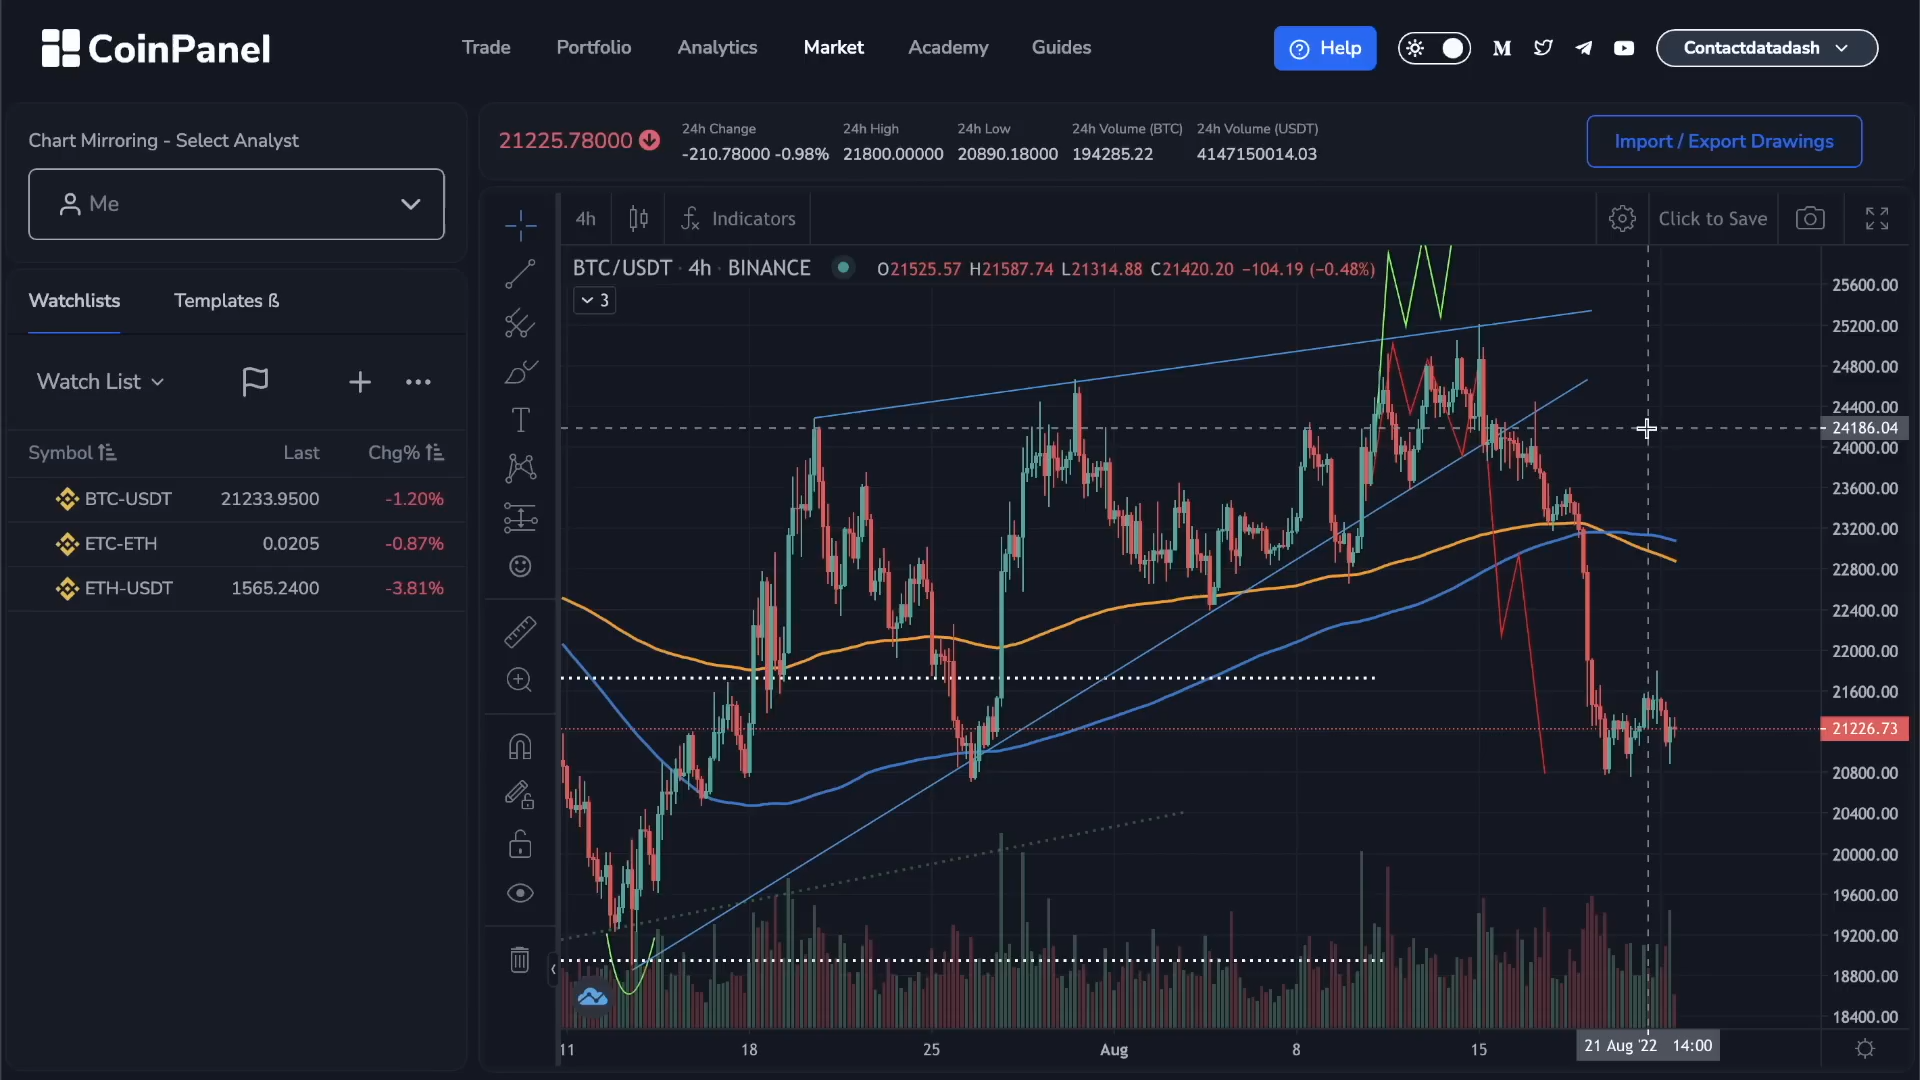 CoinPanel
Trade Portfolio Analytics Market Academy Guides
Help
M
Contactdatadash
Chart Mirroring - Select Analyst
Me
21225.78000
24h Change
-210.78000 -0.98%
24h High
21800.00000
24h Low
20890.18000
24h Volume (BTC)
194285.22
24h Volume (USDT)
4147150014.03
Import / Export Drawings
4h
Indicators
Click to Save
Watchlists Templates ß
Watch List
Symbol Last Chg%
BTC-USDT 21233.9500 -1.20%
ETC-ETH 0.0205 -0.87%
ETH-USDT 1565.2400 -3.81%
BTC/USDT · 4h · BINANCE O21525.57 H21587.74 L21314.88 C21420.20 −104.19 (−0.48%)
3
25600.00
25200.00
24800.00
24400.00
24186.04
24000.00
23600.00
23200.00
22800.00
22400.00
22000.00
21600.00
21226.73
20800.00
20400.00
20000.00
19600.00
19200.00
18800.00
18400.00
11 18 25 Aug 8 15 21 Aug '22 14:00